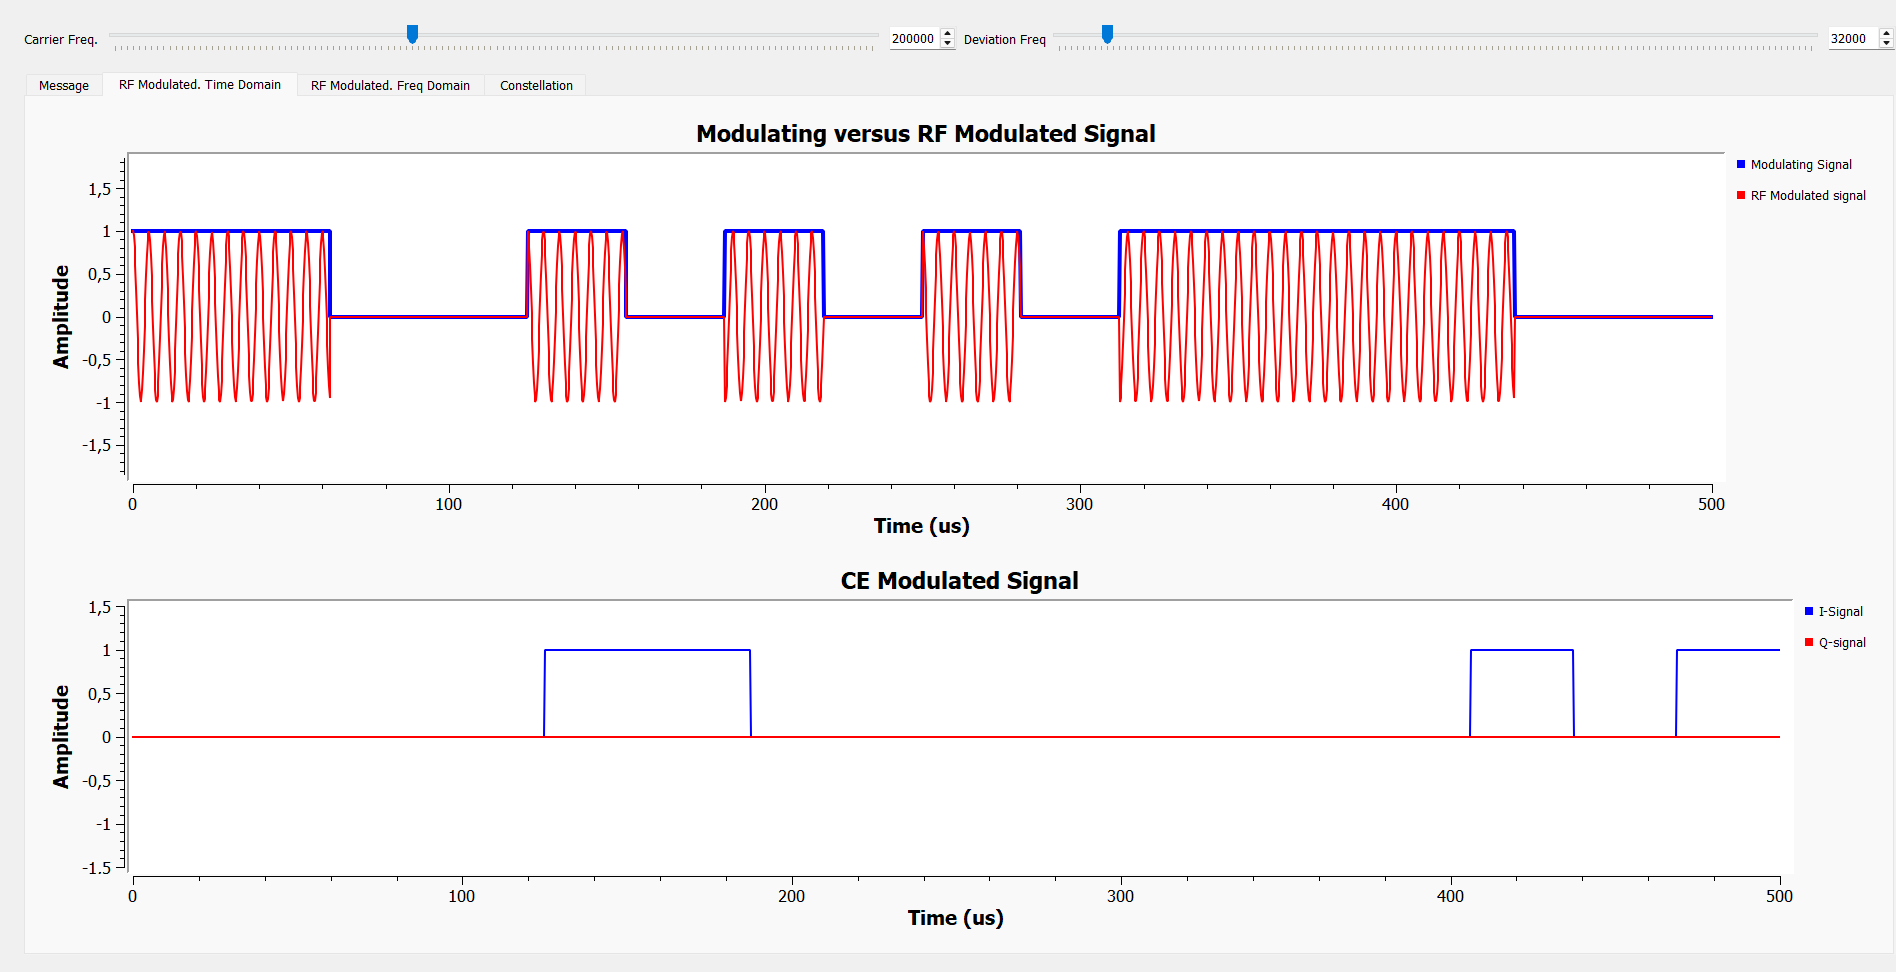 Carrier Freq. 200000 Deviation Freq 32000
Message RF Modulated. Time Domain RF Modulated. Freq Domain Constellation
Modulating versus RF Modulated Signal
Modulating Signal
RF Modulated signal
Amplitude
1,5
1
0,5
0
-0,5
-1
-1,5
0 100 200 300 400 500
Time (us)
CE Modulated Signal
I-Signal
Q-signal
Amplitude
1,5
1
0,5
0
-0,5
-1
-1.5
0 100 200 300 400 500
Time (us)